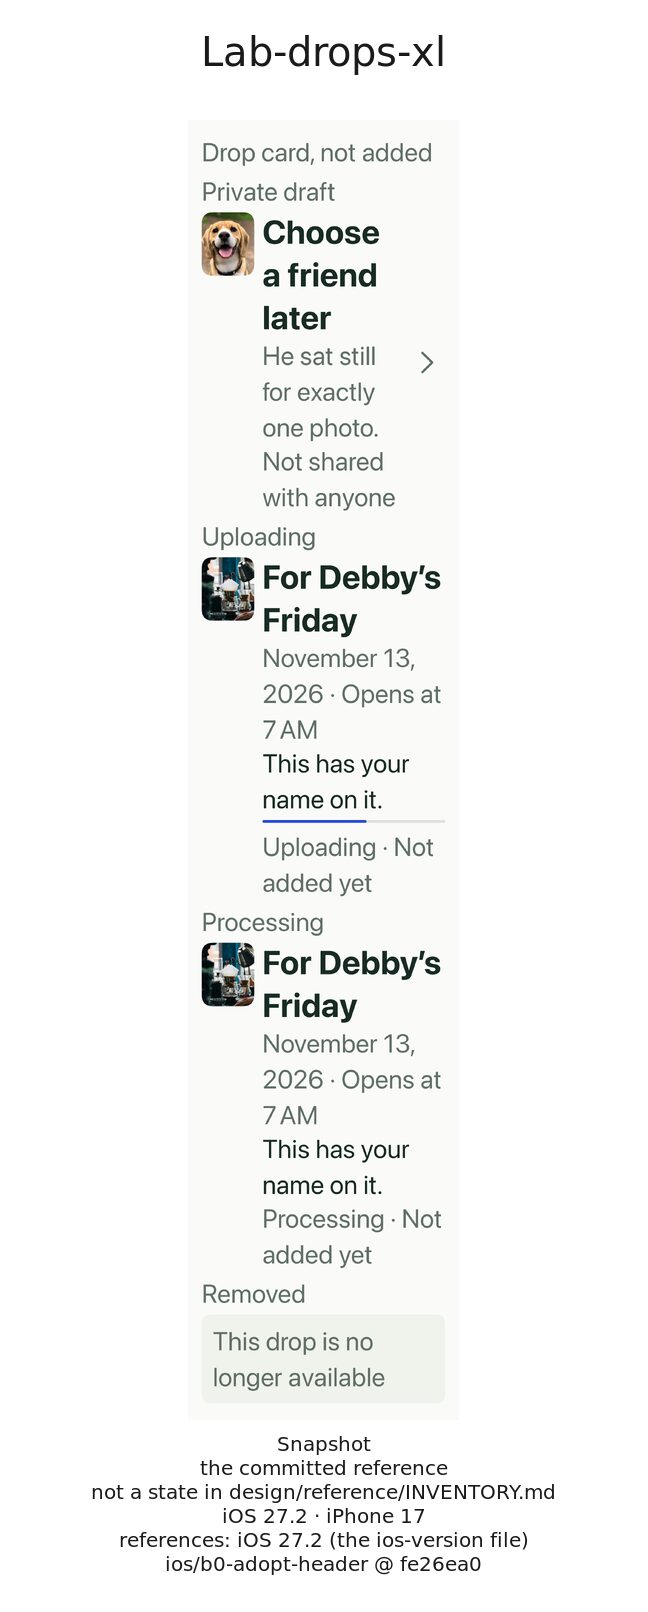 Lab-drops-xl
Drop card, not added
Private draft
Choose
a friend
later
He sat still
for exactly
one photo.
Not shared
with anyone
Uploading
For Debby’s
Friday
November 13,
2026 · Opens at
7 AM
This has your
name on it.
Uploading · Not
added yet
Processing
For Debby’s
Friday
November 13,
2026 · Opens at
7 AM
This has your
name on it.
Processing · Not
added yet
Removed
This drop is no
longer available
Snapshot
the committed reference
not a state in design/reference/INVENTORY.md
iOS 27.2 · iPhone 17
references: iOS 27.2 (the ios-version file)
ios/b0-adopt-header @ fe26ea0